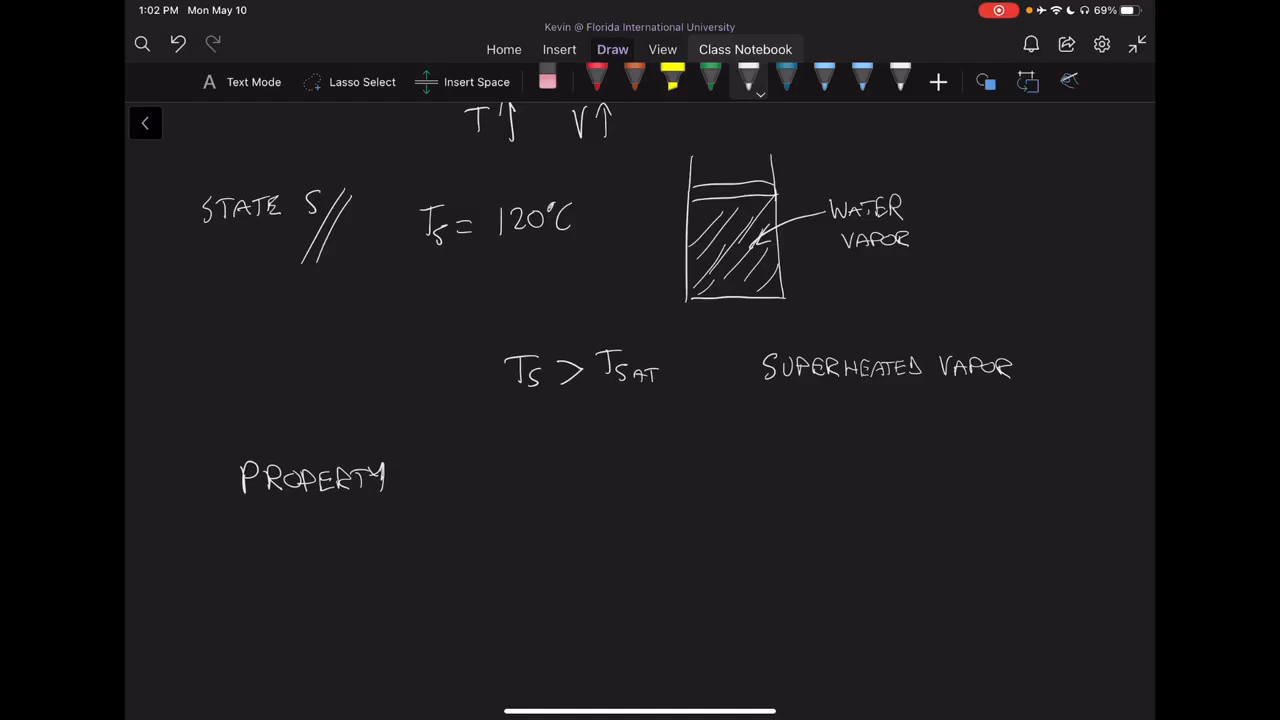 1:02 PM Mon May 10
69%
Kevin @ Florida International University
Home Insert Draw View Class Notebook
Text Mode Lasso Select Insert Space
T↑ V↑
STATE 5 T5 = 120°C
WATER
VAPOR
T5 > TSAT SUPERHEATED VAPOR
PROPERTY